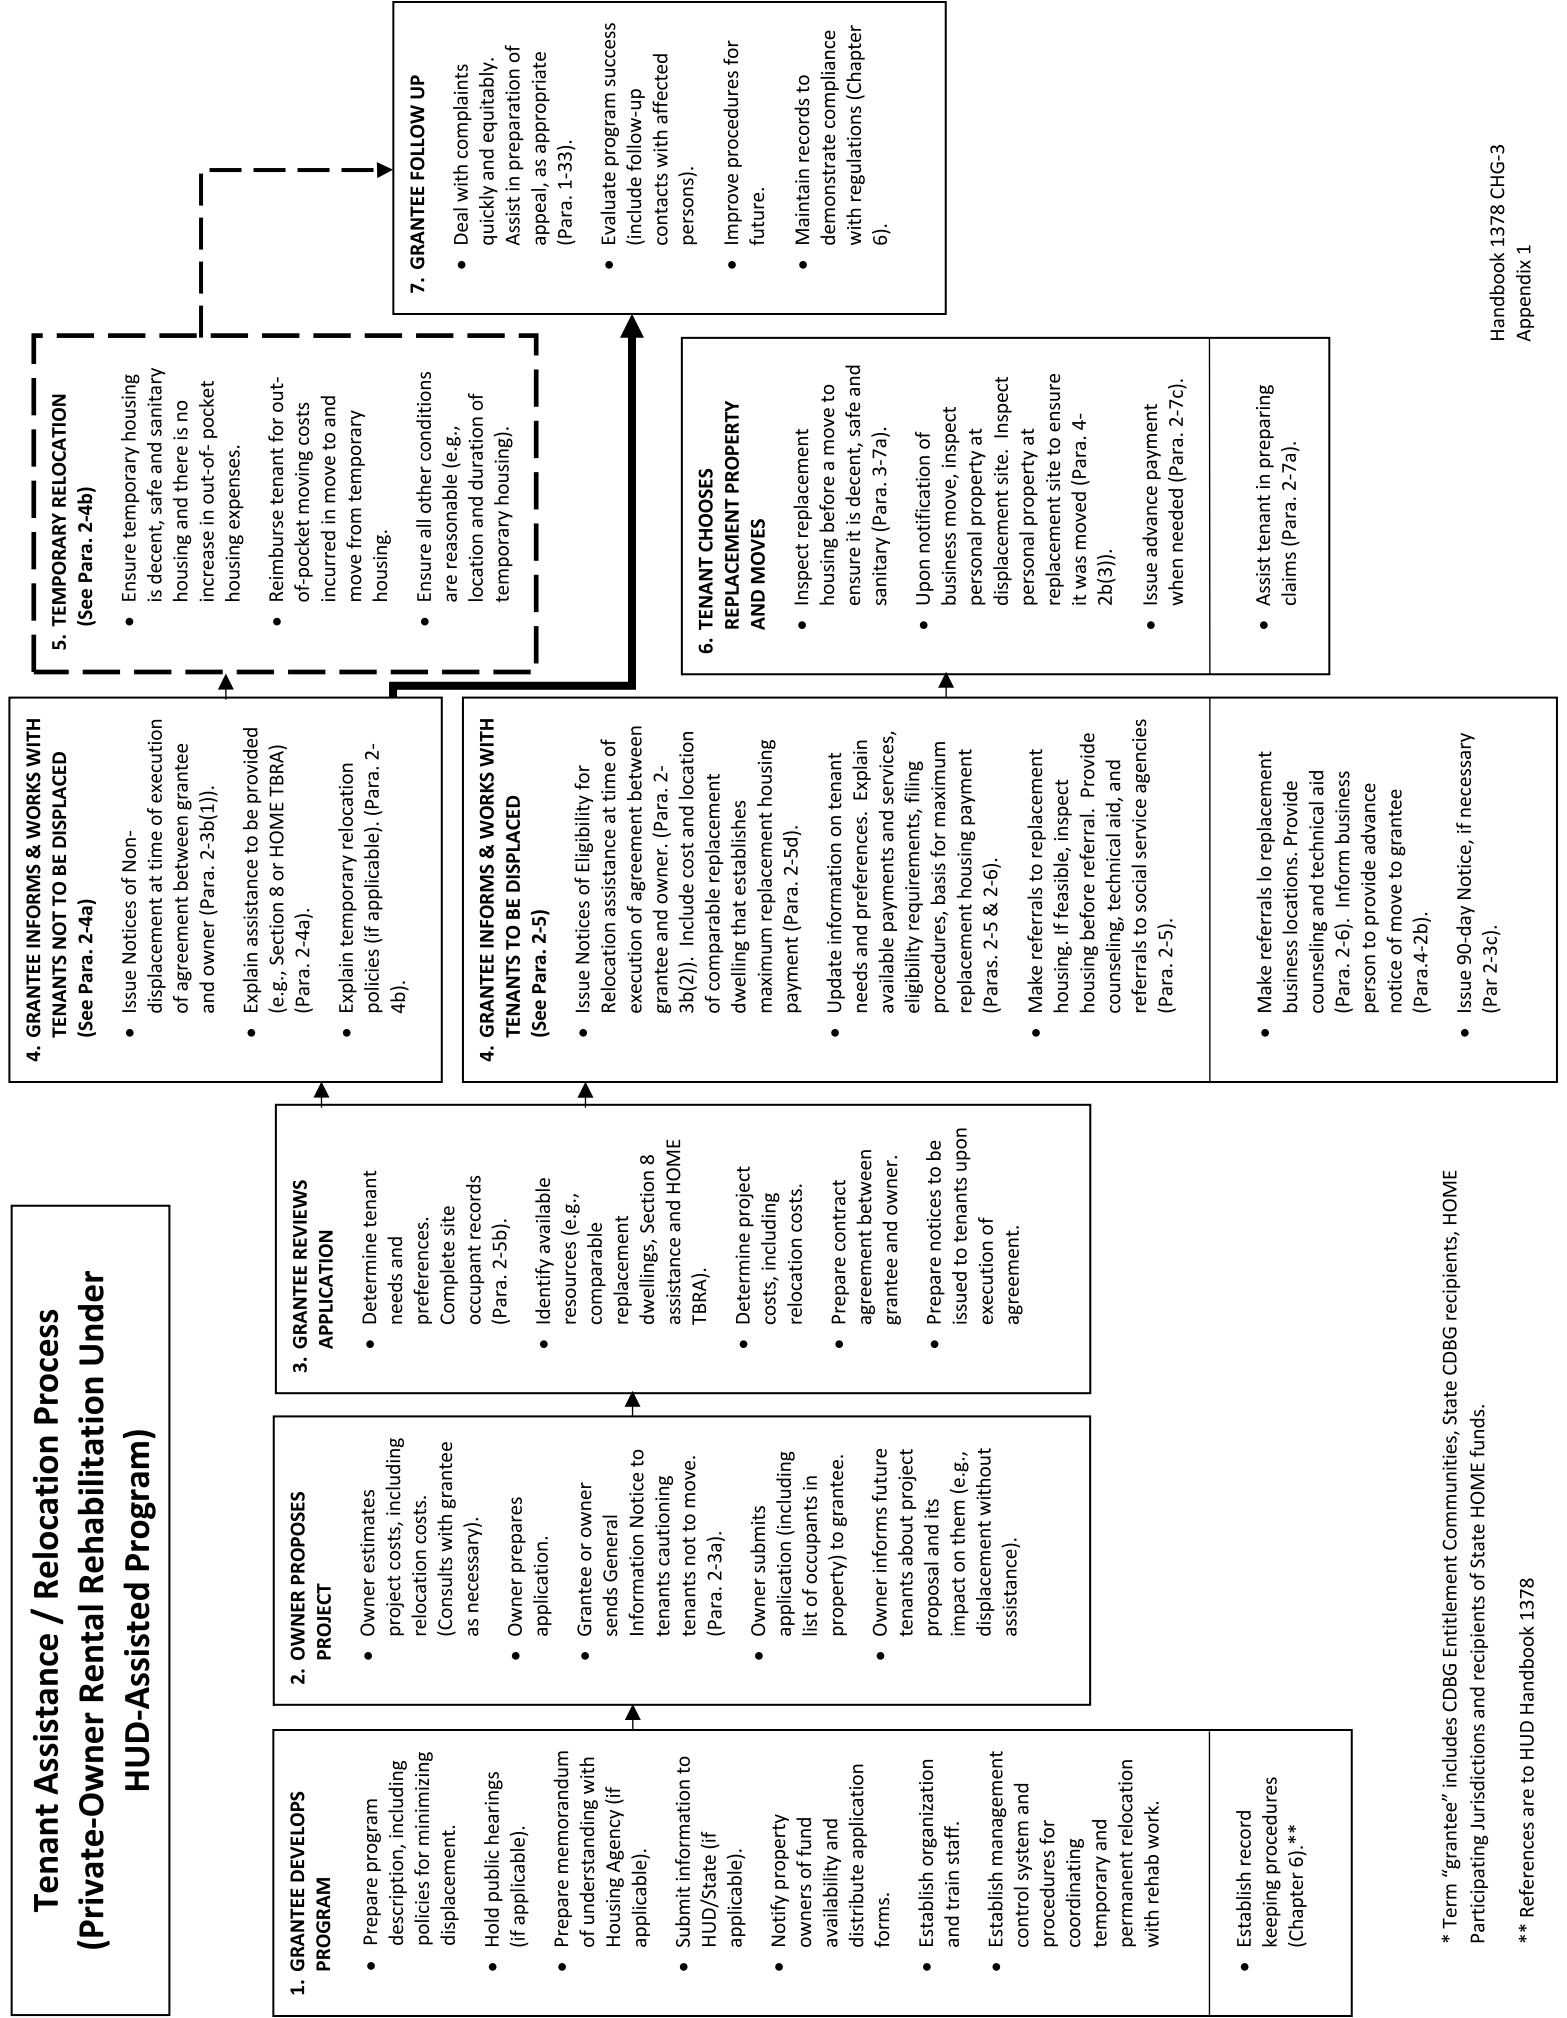 Tenant Assistance / Relocation Process
(Private-Owner Rental Rehabilitation Under
HUD-Assisted Program)
1. GRANTEE DEVELOPS
PROGRAM
• Prepare program
description, including
policies for minimizing
displacement.
• Hold public hearings
(if applicable).
• Prepare memorandum
of understanding with
Housing Agency (if
applicable).
• Submit information to
HUD/State (if
applicable).
• Notify property
owners of fund
availability and
distribute application
forms.
• Establish organization
and train staff.
• Establish management
control system and
procedures for
coordinating
temporary and
permanent relocation
with rehab work.
• Establish record
keeping procedures
(Chapter 6).**
2. OWNER PROPOSES
PROJECT
• Owner estimates
project costs, including
relocation costs.
(Consults with grantee
as necessary).
• Owner prepares
application.
• Grantee or owner
sends General
Information Notice to
tenants cautioning
tenants not to move.
(Para. 2-3a).
• Owner submits
application (including
list of occupants in
property) to grantee.
• Owner informs future
tenants about project
proposal and its
impact on them (e.g.,
displacement without
assistance).
3. GRANTEE REVIEWS
APPLICATION
• Determine tenant
needs and
preferences.
Complete site
occupant records
(Para. 2-5b).
• Identify available
resources (e.g.,
comparable
replacement
dwellings, Section 8
assistance and HOME
TBRA).
• Determine project
costs, including
relocation costs.
• Prepare contract
agreement between
grantee and owner.
• Prepare notices to be
issued to tenants upon
execution of
agreement.
4. GRANTEE INFORMS & WORKS WITH
TENANTS NOT TO BE DISPLACED
(See Para. 2-4a)
• Issue Notices of Non-
displacement at time of execution
of agreement between grantee
and owner (Para. 2-3b(1)).
• Explain assistance to be provided
(e.g., Section 8 or HOME TBRA)
(Para. 2-4a).
• Explain temporary relocation
policies (if applicable). (Para. 2-
4b).
4. GRANTEE INFORMS & WORKS WITH
TENANTS TO BE DISPLACED
(See Para. 2-5)
• Issue Notices of Eligibility for
Relocation assistance at time of
execution of agreement between
grantee and owner. (Para. 2-
3b(2)). Include cost and location
of comparable replacement
dwelling that establishes
maximum replacement housing
payment (Para. 2-5d).
• Update information on tenant
needs and preferences. Explain
available payments and services,
eligibility requirements, filing
procedures, basis for maximum
replacement housing payment
(Paras. 2-5 & 2-6).
• Make referrals to replacement
housing. If feasible, inspect
housing before referral. Provide
counseling, technical aid, and
referrals to social service agencies
(Para. 2-5).
• Make referrals lo replacement
business locations. Provide
counseling and technical aid
(Para. 2-6). Inform business
person to provide advance
notice of move to grantee
(Para.4-2b).
• Issue 90-day Notice, if necessary
(Par 2-3c).
5. TEMPORARY RELOCATION
(See Para. 2-4b)
• Ensure temporary housing
is decent, safe and sanitary
housing and there is no
increase in out-of- pocket
housing expenses.
• Reimburse tenant for out-
of-pocket moving costs
incurred in move to and
move from temporary
housing.
• Ensure all other conditions
are reasonable (e.g.,
location and duration of
temporary housing).
6. TENANT CHOOSES
REPLACEMENT PROPERTY
AND MOVES
• Inspect replacement
housing before a move to
ensure it is decent, safe and
sanitary (Para. 3-7a).
• Upon notification of
business move, inspect
personal property at
displacement site. Inspect
personal property at
replacement site to ensure
it was moved (Para. 4-
2b(3)).
• Issue advance payment
when needed (Para. 2-7c).
• Assist tenant in preparing
claims (Para. 2-7a).
7. GRANTEE FOLLOW UP
• Deal with complaints
quickly and equitably.
Assist in preparation of
appeal, as appropriate
(Para. 1-33).
• Evaluate program success
(include follow-up
contacts with affected
persons).
• Improve procedures for
future.
• Maintain records to
demonstrate compliance
with regulations (Chapter
6).
* Term “grantee” includes CDBG Entitlement Communities, State CDBG recipients, HOME
Participating Jurisdictions and recipients of State HOME funds.
** References are to HUD Handbook 1378
Handbook 1378 CHG-3
Appendix 1